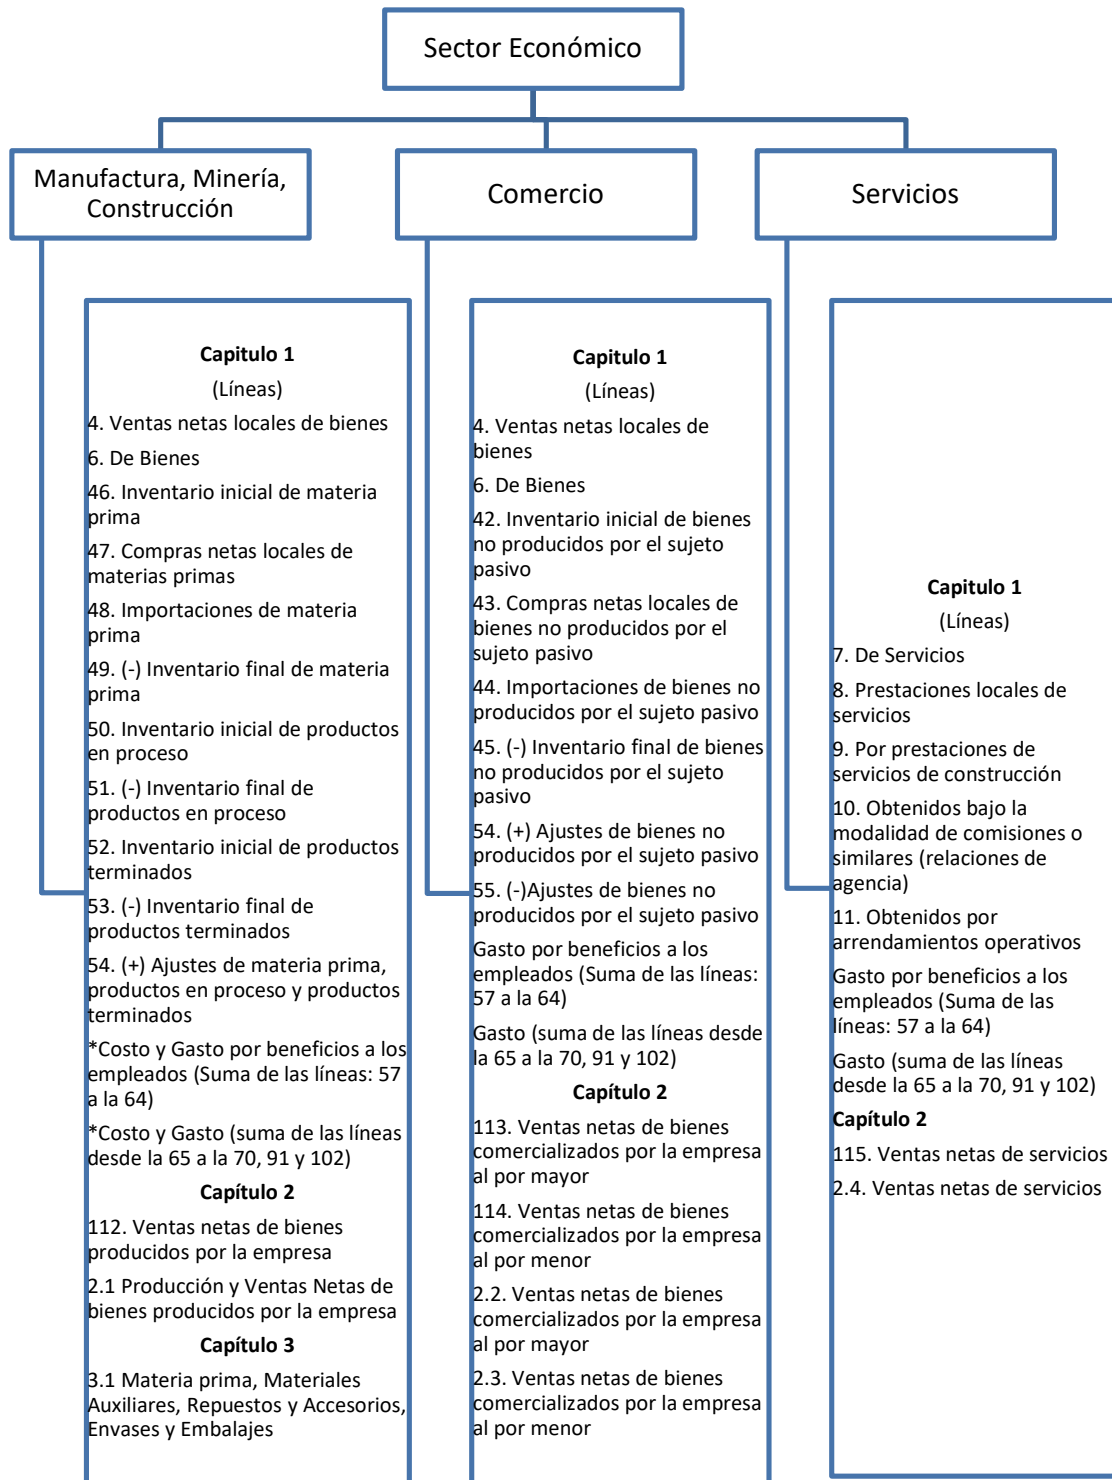 Sector Económico
Manufactura, Minería,
Construcción
Comercio
Servicios
Capitulo 1
(Líneas)
4. Ventas netas locales de bienes
6. De Bienes
46. Inventario inicial de materia
prima
47. Compras netas locales de
materias primas
48. Importaciones de materia
prima
49. (-) Inventario final de materia
prima
50. Inventario inicial de productos
en proceso
51. (-) Inventario final de
productos en proceso
52. Inventario inicial de productos
terminados
53. (-) Inventario final de
productos terminados
54. (+) Ajustes de materia prima,
productos en proceso y productos
terminados
*Costo y Gasto por beneficios a los
empleados (Suma de las líneas: 57
a la 64)
*Costo y Gasto (suma de las líneas
desde la 65 a la 70, 91 y 102)
Capítulo 2
112. Ventas netas de bienes
producidos por la empresa
2.1 Producción y Ventas Netas de
bienes producidos por la empresa
Capítulo 3
3.1 Materia prima, Materiales
Auxiliares, Repuestos y Accesorios,
Envases y Embalajes
Capitulo 1
(Líneas)
4. Ventas netas locales de
bienes
6. De Bienes
42. Inventario inicial de bienes
no producidos por el sujeto
pasivo
43. Compras netas locales de
bienes no producidos por el
sujeto pasivo
44. Importaciones de bienes no
producidos por el sujeto pasivo
45. (-) Inventario final de bienes
no producidos por el sujeto
pasivo
54. (+) Ajustes de bienes no
producidos por el sujeto pasivo
55. (-)Ajustes de bienes no
producidos por el sujeto pasivo
Gasto por beneficios a los
empleados (Suma de las líneas:
57 a la 64)
Gasto (suma de las líneas desde
la 65 a la 70, 91 y 102)
Capítulo 2
113. Ventas netas de bienes
comercializados por la empresa
al por mayor
114. Ventas netas de bienes
comercializados por la empresa
al por menor
2.2. Ventas netas de bienes
comercializados por la empresa
al por mayor
2.3. Ventas netas de bienes
comercializados por la empresa
al por menor
Capitulo 1
(Líneas)
7. De Servicios
8. Prestaciones locales de
servicios
9. Por prestaciones de
servicios de construcción
10. Obtenidos bajo la
modalidad de comisiones o
similares (relaciones de
agencia)
11. Obtenidos por
arrendamientos operativos
Gasto por beneficios a los
empleados (Suma de las
líneas: 57 a la 64)
Gasto (suma de las líneas
desde la 65 a la 70, 91 y 102)
Capítulo 2
115. Ventas netas de servicios
2.4. Ventas netas de servicios